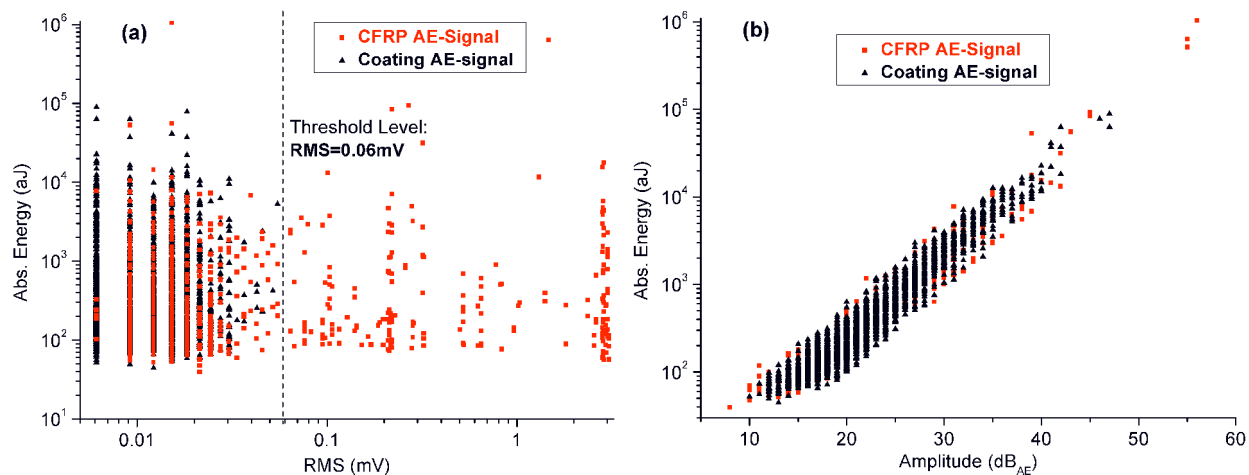 (a)
CFRP AE-Signal
Coating AE-signal
Threshold Level:
RMS=0.06mV
Abs. Energy (aJ)
10^6
10^5
10^4
10^3
10^2
10^1
0.01 0.1 1
RMS (mV)
(b)
CFRP AE-Signal
Coating AE-signal
Abs. Energy (aJ)
10^6
10^5
10^4
10^3
10^2
10 20 30 40 50 60
Amplitude (dB_AE)